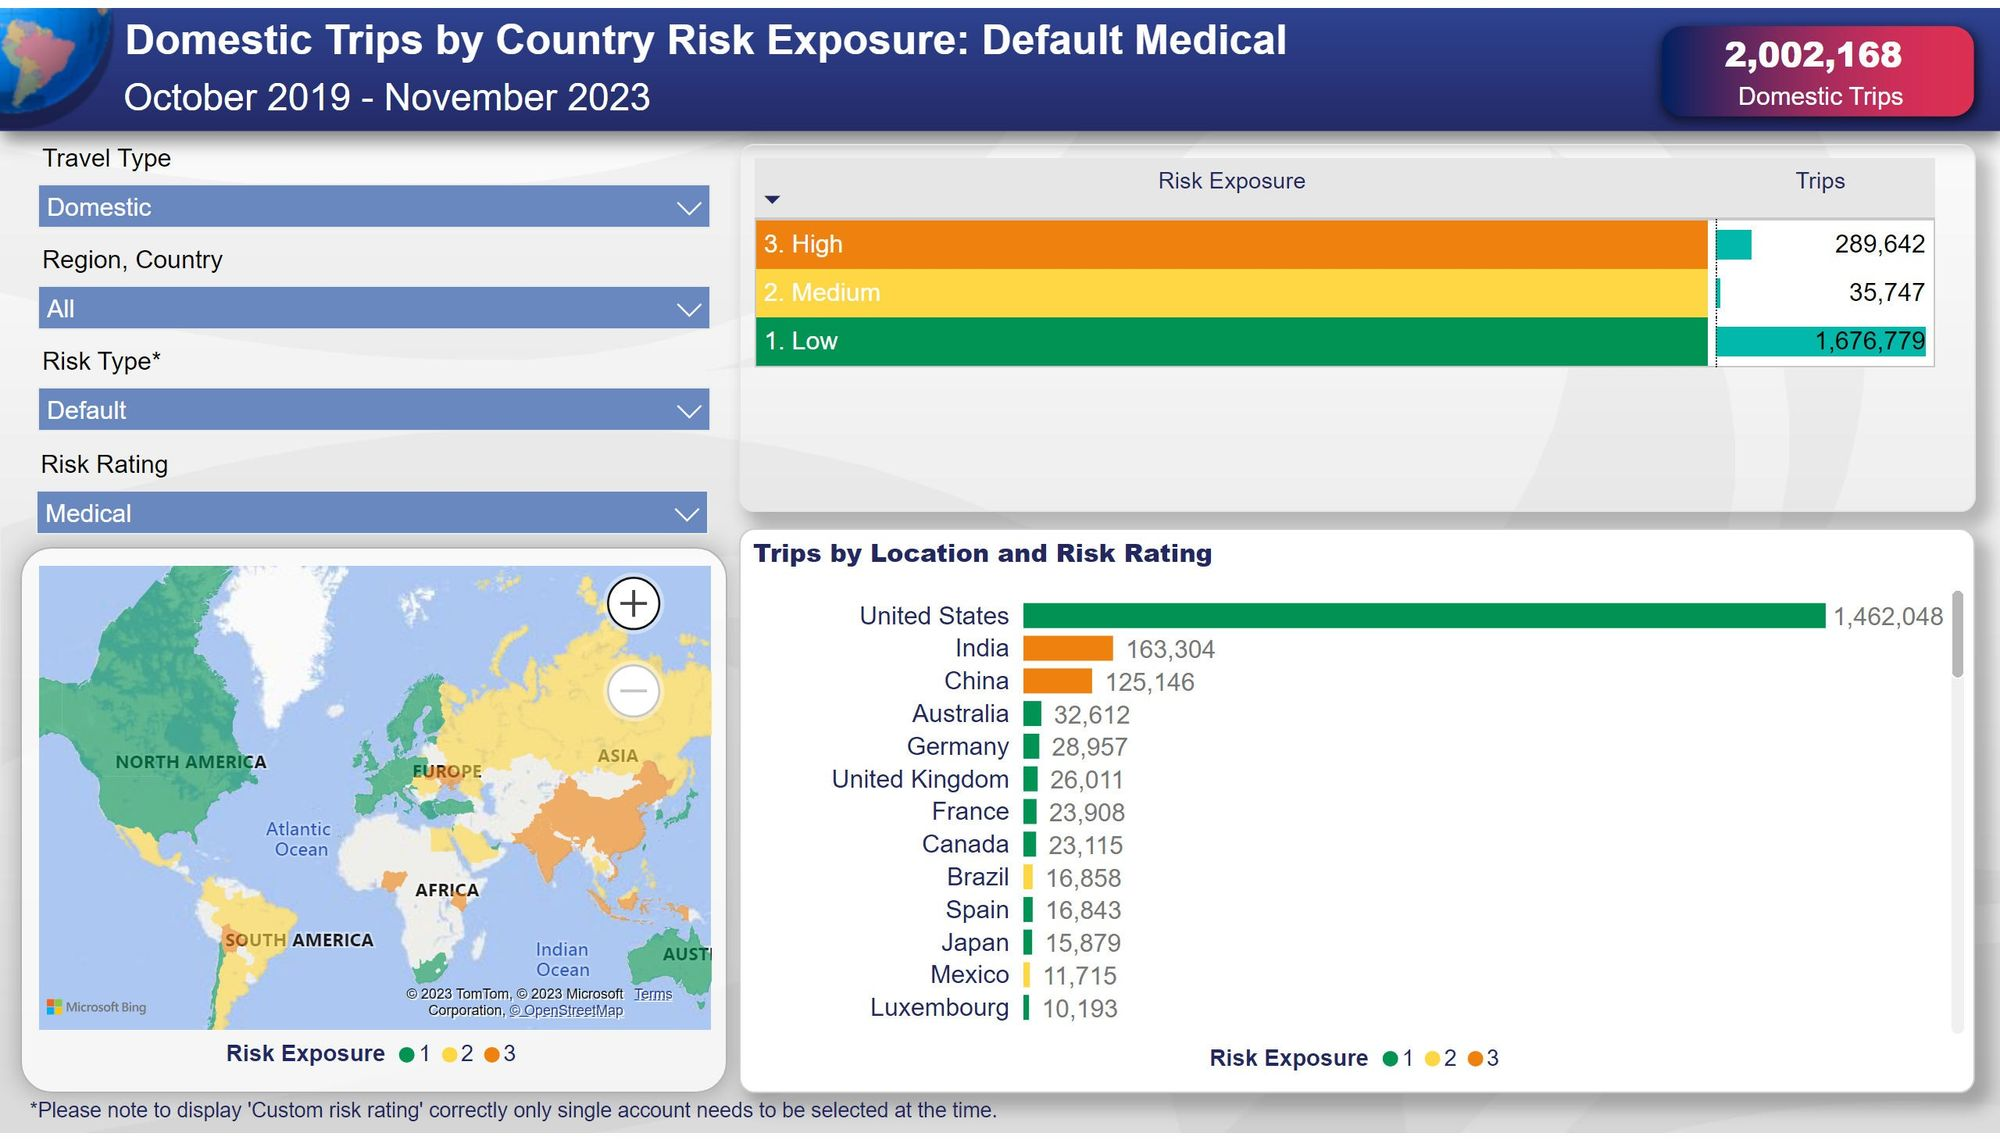 Domestic Trips by Country Risk Exposure: Default Medical
October 2019 - November 2023
2,002,168
Domestic Trips
Travel Type
Domestic
Region, Country
All
Risk Type*
Default
Risk Rating
Medical
Risk Exposure Trips
3. High 289,642
2. Medium 35,747
1. Low 1,676,779
NORTH AMERICA
EUROPE
ASIA
Atlantic
Ocean
AFRICA
SOUTH AMERICA
Indian
Ocean
AUST
Microsoft Bing
© 2023 TomTom, © 2023 Microsoft Terms
Corporation, © OpenStreetMap
Risk Exposure 1 2 3
Trips by Location and Risk Rating
United States 1,462,048
India 163,304
China 125,146
Australia 32,612
Germany 28,957
United Kingdom 26,011
France 23,908
Canada 23,115
Brazil 16,858
Spain 16,843
Japan 15,879
Mexico 11,715
Luxembourg 10,193
Risk Exposure 1 2 3
*Please note to display 'Custom risk rating' correctly only single account needs to be selected at the time.